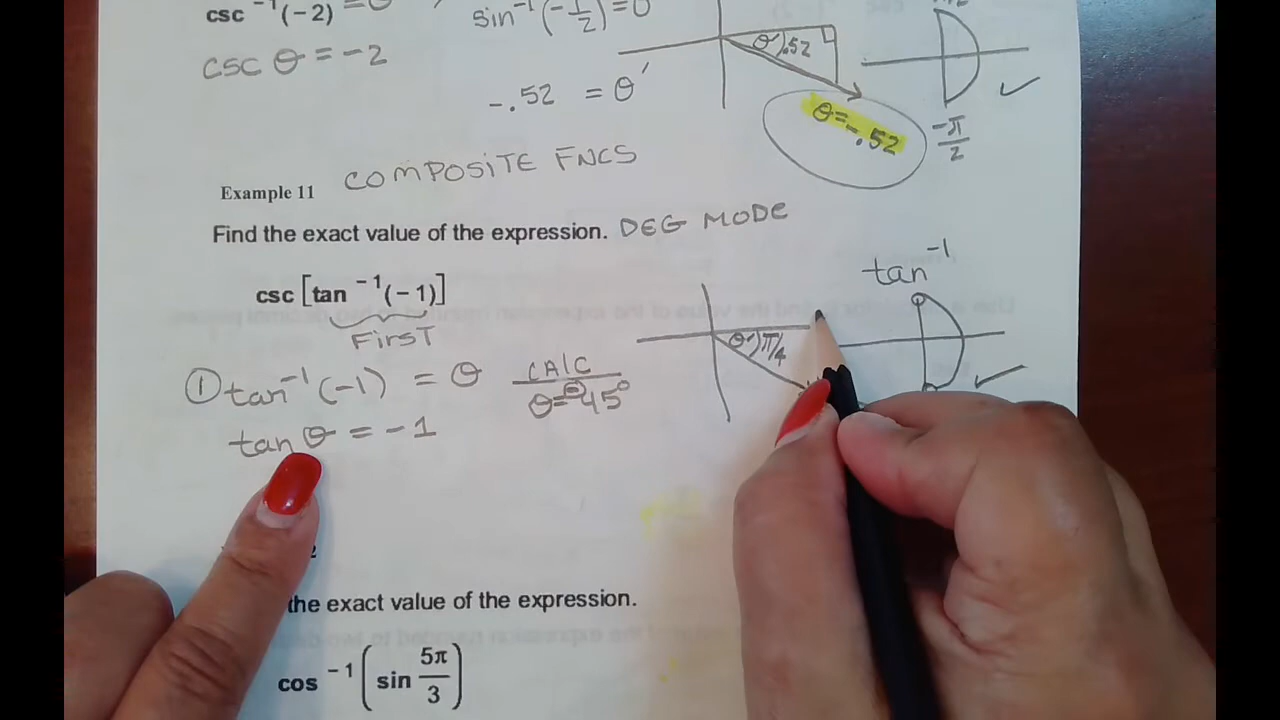 csc ⁻¹(-2) = θ
sin⁻¹(-1/2) = θ
csc θ = -2
-.52 = θ'
θ' .52
θ = -.52
-π/2
Example 11 COMPOSITE FNCS
Find the exact value of the expression. DEG MODE
csc [tan ⁻¹(-1)]
FIRST
tan⁻¹
θ' π/4
① tan⁻¹(-1) = θ
CALC
θ = -45°
tan θ = -1
the exact value of the expression.
cos ⁻¹(sin 5π/3)